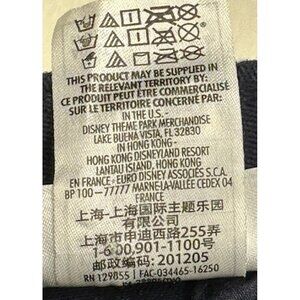 THIS PRODUCT MAY BE SUPPLIED IN
THE RELEVANT TERRITORY BY:
CE PRODUIT PEUT ÊTRE COMMERCIALISÉ
SUR LE TERRITOIRE CONCERNÉ PAR:
IN THE U.S. -
DISNEY THEME PARK MERCHANDISE
LAKE BUENA VISTA, FL 32830
IN HONG KONG -
HONG KONG DISNEYLAND RESORT
LANTAU ISLAND, HONG KONG
EN FRANCE - EURO DISNEY ASSOCIÉS S.C.A
BP 100-77777 MARNE-LA-VALLÉE CEDEX 04
FRANCE
上海-上海国际主题乐园
有限公司
上海市申迪西路255弄
1-6 00,901-1100号
邮政编码: 201205
RN 129855 | FAC-034465-16250